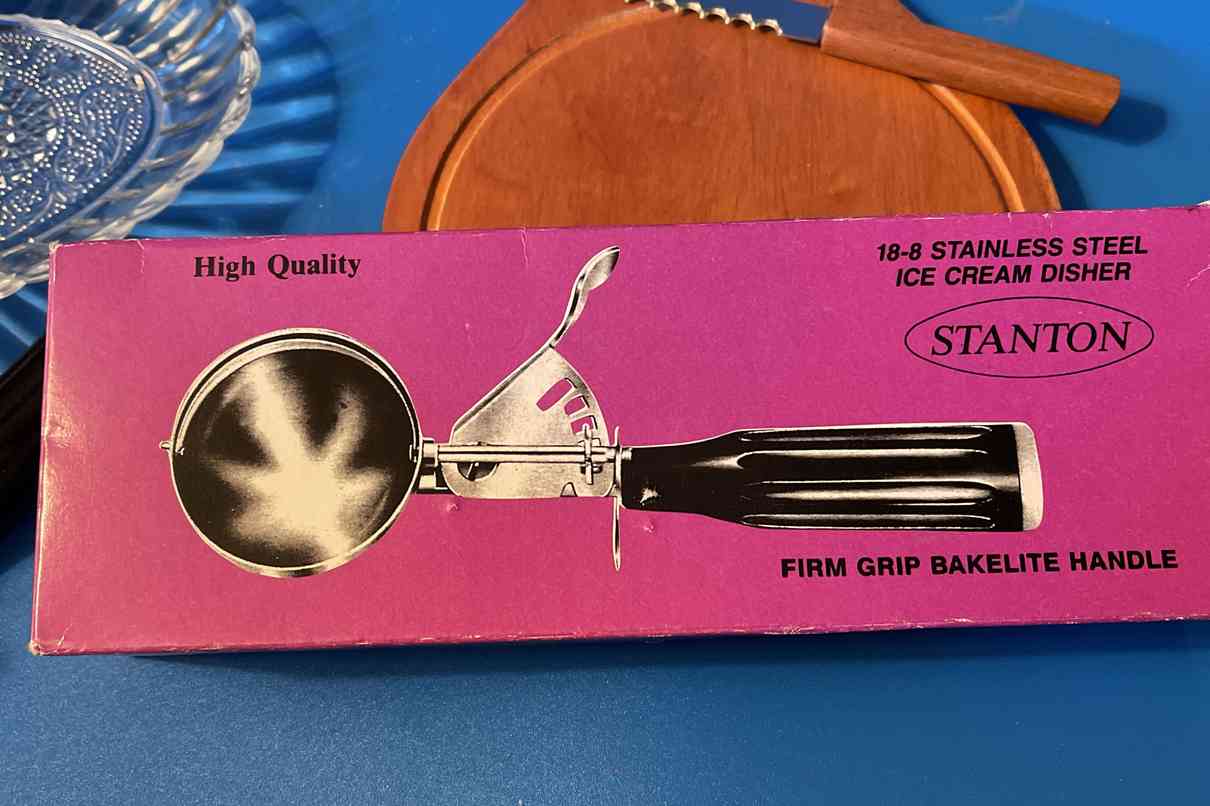 High Quality
18-8 STAINLESS STEEL
ICE CREAM DISHER
STANTON
FIRM GRIP BAKELITE HANDLE